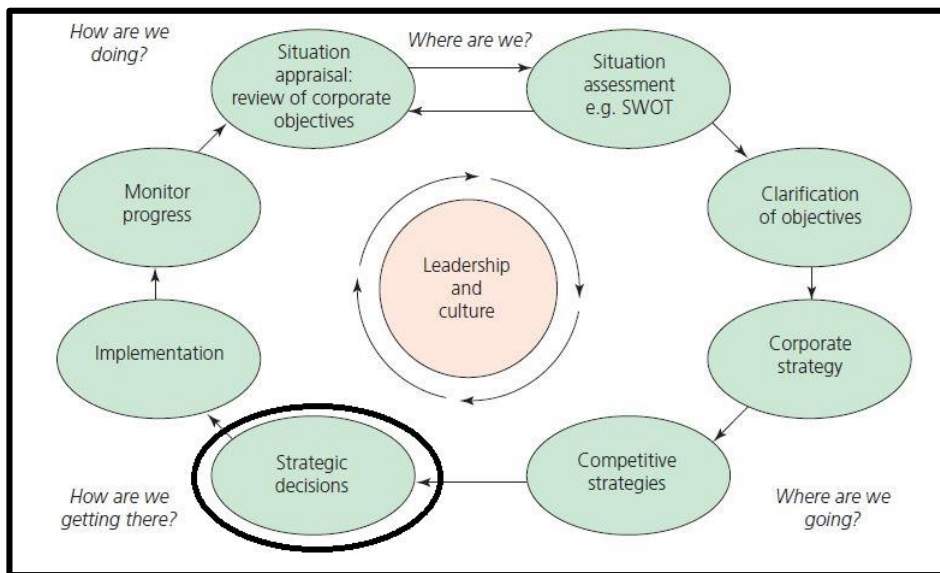 How are we
doing?
Situation
appraisal:
review of corporate
objectives
Where are we?
Situation
assessment
e.g. SWOT
Monitor
progress
Clarification
of objectives
Leadership
and
culture
Implementation
Corporate
strategy
Strategic
decisions
Competitive
strategies
How are we
getting there?
Where are we
going?